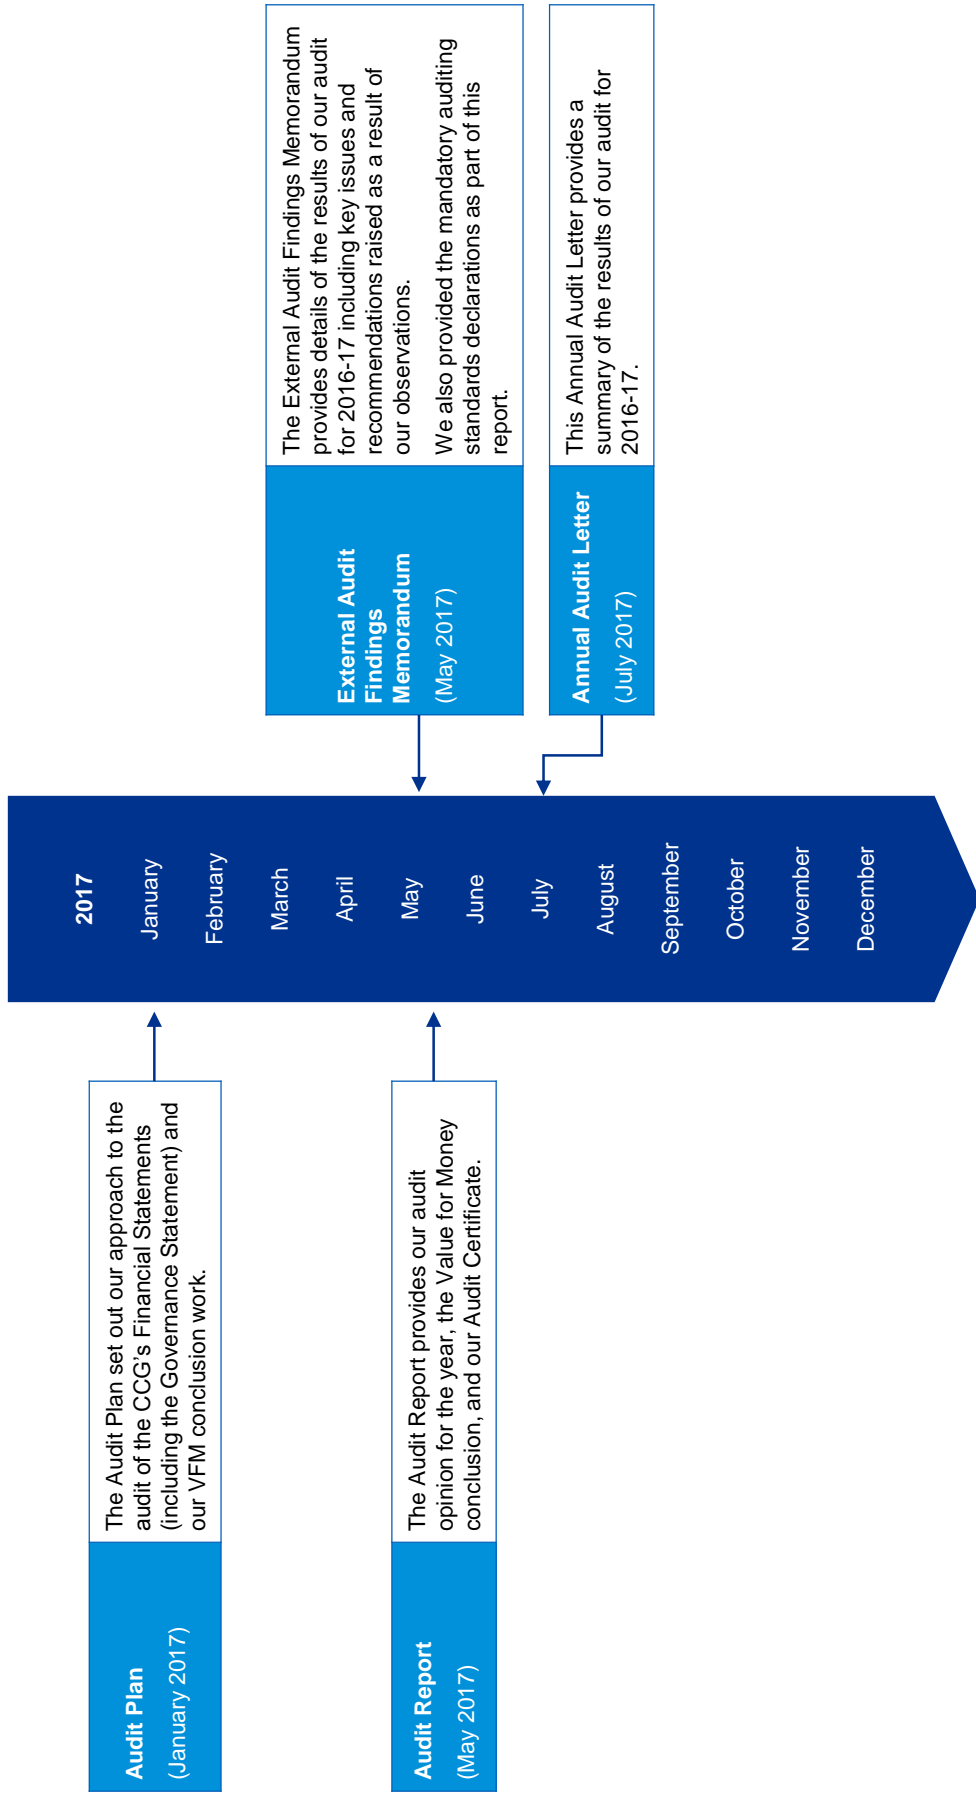 Audit Plan
(January 2017)
The Audit Plan set out our approach to the
audit of the CCG's Financial Statements
(including the Governance Statement) and
our VFM conclusion work.
Audit Report
(May 2017)
The Audit Report provides our audit
opinion for the year, the Value for Money
conclusion, and our Audit Certificate.
2017
January
February
March
April
May
June
July
August
September
October
November
December
External Audit
Findings
Memorandum
(May 2017)
The External Audit Findings Memorandum
provides details of the results of our audit
for 2016-17 including key issues and
recommendations raised as a result of
our observations.
We also provided the mandatory auditing
standards declarations as part of this
report.
Annual Audit Letter
(July 2017)
This Annual Audit Letter provides a
summary of the results of our audit for
2016-17.